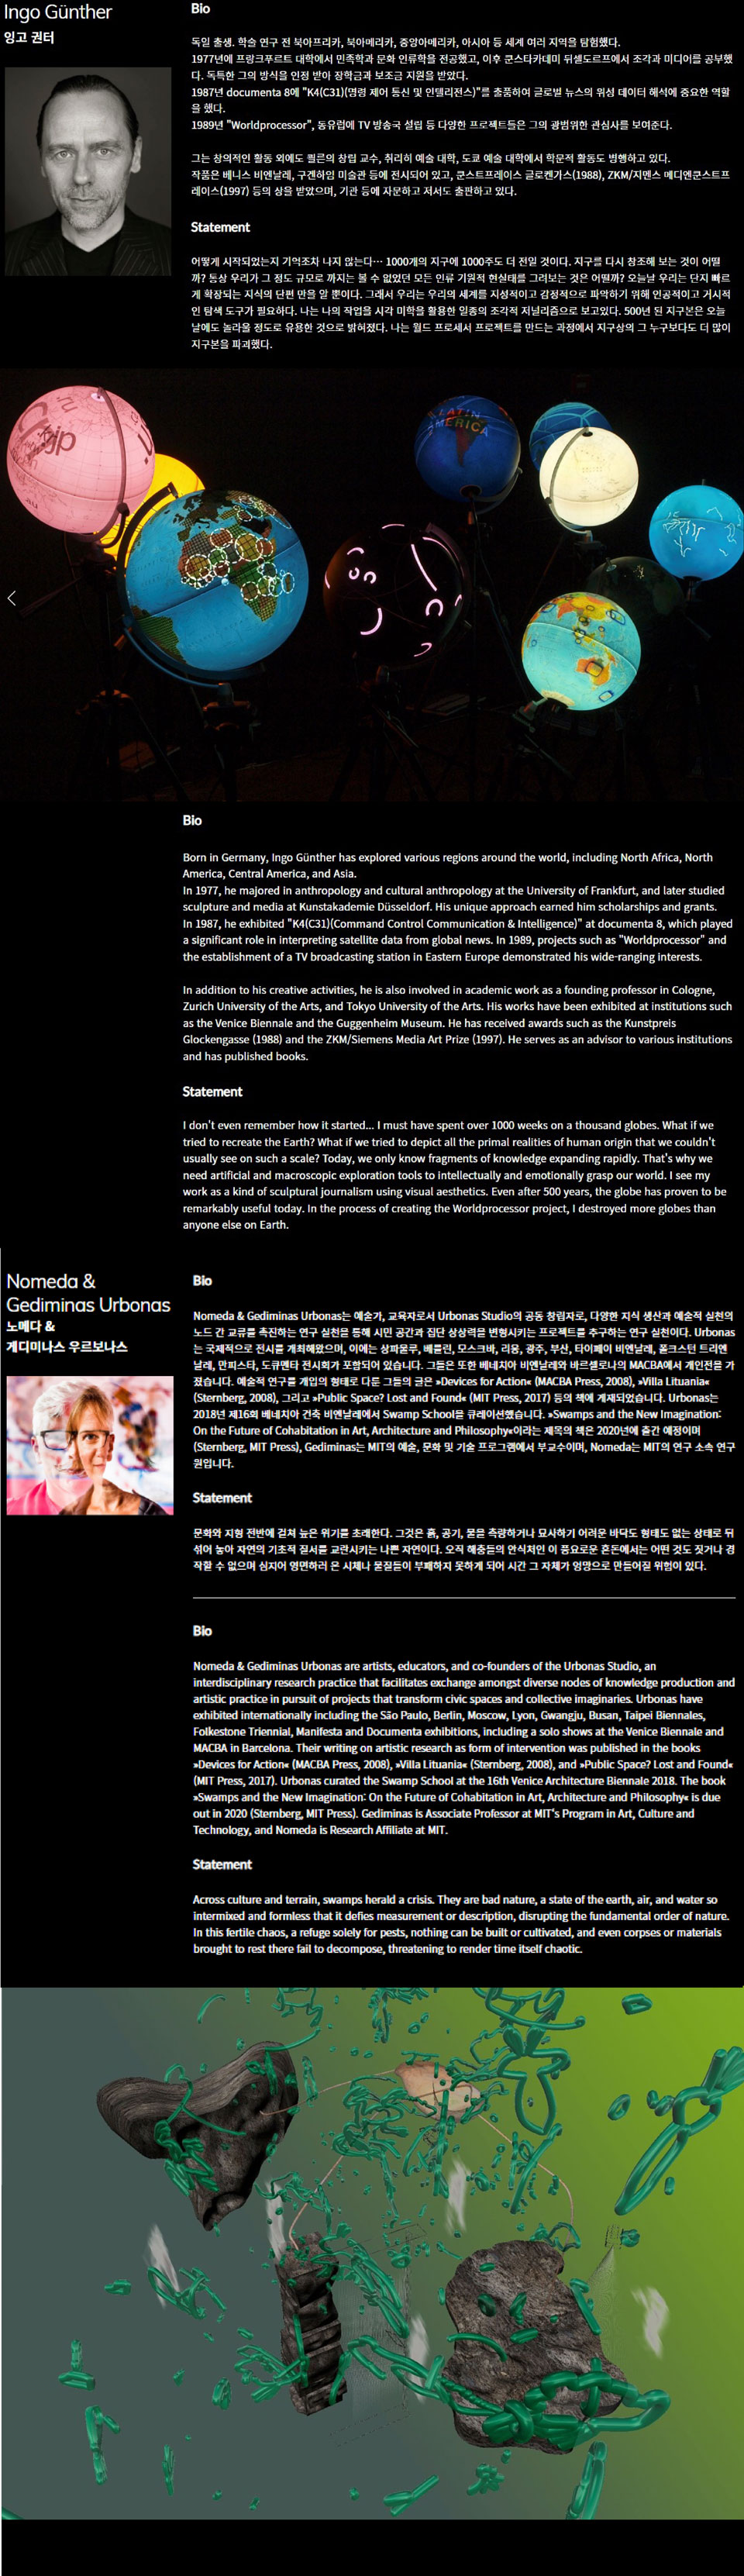 Ingo Günther
잉고 귄터
Bio
독일 출생. 학술 연구 전 북아프리카, 북아메리카, 중앙아메리카, 아시아 등 세계 여러 지역을 탐험했다.
1977년에 프랑크푸르트 대학에서 민족학과 문화 인류학을 전공했고, 이후 쿤스타카데미 뒤셀도르프에서 조각과 미디어를 공부했
다. 독특한 그의 방식을 인정 받아 장학금과 보조금 지원을 받았다.
1987년 documenta 8에 "K4(C31)(명령 제어 통신 및 인텔리전스)"를 출품하여 글로벌 뉴스의 위성 데이터 해석에 중요한 역할
을 했다.
1989년 "Worldprocessor", 동유럽에 TV 방송국 설립 등 다양한 프로젝트들은 그의 광범위한 관심사를 보여준다.
그는 창의적인 활동 외에도 쾰른의 창립 교수, 취리히 예술 대학, 도쿄 예술 대학에서 학문적 활동도 병행하고 있다.
작품은 베니스 비엔날레, 구겐하임 미술관 등에 전시되어 있고, 쿤스트프레이스 글로켄가스(1988), ZKM/지멘스 메디엔쿤스트프
레이스(1997) 등의 상을 받았으며, 기관 등에 자문하고 저서도 출판하고 있다.
Statement
어떻게 시작되었는지 기억조차 나지 않는다… 1000개의 지구에 1000주도 더 전일 것이다. 지구를 다시 창조해 보는 것이 어떨
까? 통상 우리가 그 정도 규모로 까지는 볼 수 없었던 모든 인류 기원적 현실태를 그려보는 것은 어떨까? 오늘날 우리는 단지 빠르
게 확장되는 지식의 단편 만을 알 뿐이다. 그래서 우리는 우리의 세계를 지성적이고 감정적으로 파악하기 위해 인공적이고 거시적
인 탐색 도구가 필요하다. 나는 나의 작업을 시각 미학을 활용한 일종의 조각적 저널리즘으로 보고있다. 500년 된 지구본은 오늘
날에도 놀라울 정도로 유용한 것으로 밝혀졌다. 나는 월드 프로세서 프로젝트를 만드는 과정에서 지구상의 그 누구보다도 더 많이
지구본을 파괴했다.
jp
LATIN
AMERICA
Bio
Born in Germany, Ingo Günther has explored various regions around the world, including North Africa, North
America, Central America, and Asia.
In 1977, he majored in anthropology and cultural anthropology at the University of Frankfurt, and later studied
sculpture and media at Kunstakademie Düsseldorf. His unique approach earned him scholarships and grants.
In 1987, he exhibited "K4(C31)(Command Control Communication & Intelligence)" at documenta 8, which played
a significant role in interpreting satellite data from global news. In 1989, projects such as "Worldprocessor" and
the establishment of a TV broadcasting station in Eastern Europe demonstrated his wide-ranging interests.
In addition to his creative activities, he is also involved in academic work as a founding professor in Cologne,
Zurich University of the Arts, and Tokyo University of the Arts. His works have been exhibited at institutions such
as the Venice Biennale and the Guggenheim Museum. He has received awards such as the Kunstpreis
Glockengasse (1988) and the ZKM/Siemens Media Art Prize (1997). He serves as an advisor to various institutions
and has published books.
Statement
I don't even remember how it started... I must have spent over 1000 weeks on a thousand globes. What if we
tried to recreate the Earth? What if we tried to depict all the primal realities of human origin that we couldn't
usually see on such a scale? Today, we only know fragments of knowledge expanding rapidly. That's why we
need artificial and macroscopic exploration tools to intellectually and emotionally grasp our world. I see my
work as a kind of sculptural journalism using visual aesthetics. Even after 500 years, the globe has proven to be
remarkably useful today. In the process of creating the Worldprocessor project, I destroyed more globes than
anyone else on Earth.
Nomeda &
Gediminas Urbonas
노메다 &
게디미나스 우르보나스
Bio
Nomeda & Gediminas Urbonas는 예술가, 교육자로서 Urbonas Studio의 공동 창립자로, 다양한 지식 생산과 예술적 실천의
노드 간 교류를 촉진하는 연구 실천을 통해 시민 공간과 집단 상상력을 변형시키는 프로젝트를 추구하는 연구 실천이다. Urbonas
는 국제적으로 전시를 개최해왔으며, 이에는 상파울루, 베를린, 모스크바, 리옹, 광주, 부산, 타이페이 비엔날레, 폴크스턴 트리엔
날레, 만피스타, 도큐멘타 전시회가 포함되어 있습니다. 그들은 또한 베네치아 비엔날레와 바르셀로나의 MACBA에서 개인전을 가
졌습니다. 예술적 연구를 개입의 형태로 다룬 그들의 글은 »Devices for Action« (MACBA Press, 2008), »Villa Lituania«
(Sternberg, 2008), 그리고 »Public Space? Lost and Found« (MIT Press, 2017) 등의 책에 게재되었습니다. Urbonas는
2018년 제16회 베네치아 건축 비엔날레에서 Swamp School을 큐레이션했습니다. »Swamps and the New Imagination:
On the Future of Cohabitation in Art, Architecture and Philosophy«이라는 제목의 책은 2020년에 출간 예정이며
(Sternberg, MIT Press), Gediminas는 MIT의 예술, 문화 및 기술 프로그램에서 부교수이며, Nomeda는 MIT의 연구 소속 연구
원입니다.
Statement
문화와 지형 전반에 걸쳐 늪은 위기를 초래한다. 그것은 흙, 공기, 물을 측량하거나 묘사하기 어려운 바닥도 형태도 없는 상태로 뒤
섞어 놓아 자연의 기초적 질서를 교란시키는 나쁜 자연이다. 오직 해충들의 안식처인 이 풍요로운 혼돈에서는 어떤 것도 짓거나 경
작할 수 없으며 심지어 영면하러 온 시체나 물질들이 부패하지 못하게 되어 시간 그 자체가 엉망으로 만들어질 위험이 있다.
Bio
Nomeda & Gediminas Urbonas are artists, educators, and co-founders of the Urbonas Studio, an
interdisciplinary research practice that facilitates exchange amongst diverse nodes of knowledge production and
artistic practice in pursuit of projects that transform civic spaces and collective imaginaries. Urbonas have
exhibited internationally including the São Paulo, Berlin, Moscow, Lyon, Gwangju, Busan, Taipei Biennales,
Folkestone Triennial, Manifesta and Documenta exhibitions, including a solo shows at the Venice Biennale and
MACBA in Barcelona. Their writing on artistic research as form of intervention was published in the books
»Devices for Action« (MACBA Press, 2008), »Villa Lituania« (Sternberg, 2008), and »Public Space? Lost and Found«
(MIT Press, 2017). Urbonas curated the Swamp School at the 16th Venice Architecture Biennale 2018. The book
»Swamps and the New Imagination: On the Future of Cohabitation in Art, Architecture and Philosophy« is due
out in 2020 (Sternberg, MIT Press). Gediminas is Associate Professor at MIT's Program in Art, Culture and
Technology, and Nomeda is Research Affiliate at MIT.
Statement
Across culture and terrain, swamps herald a crisis. They are bad nature, a state of the earth, air, and water so
intermixed and formless that it defies measurement or description, disrupting the fundamental order of nature.
In this fertile chaos, a refuge solely for pests, nothing can be built or cultivated, and even corpses or materials
brought to rest there fail to decompose, threatening to render time itself chaotic.